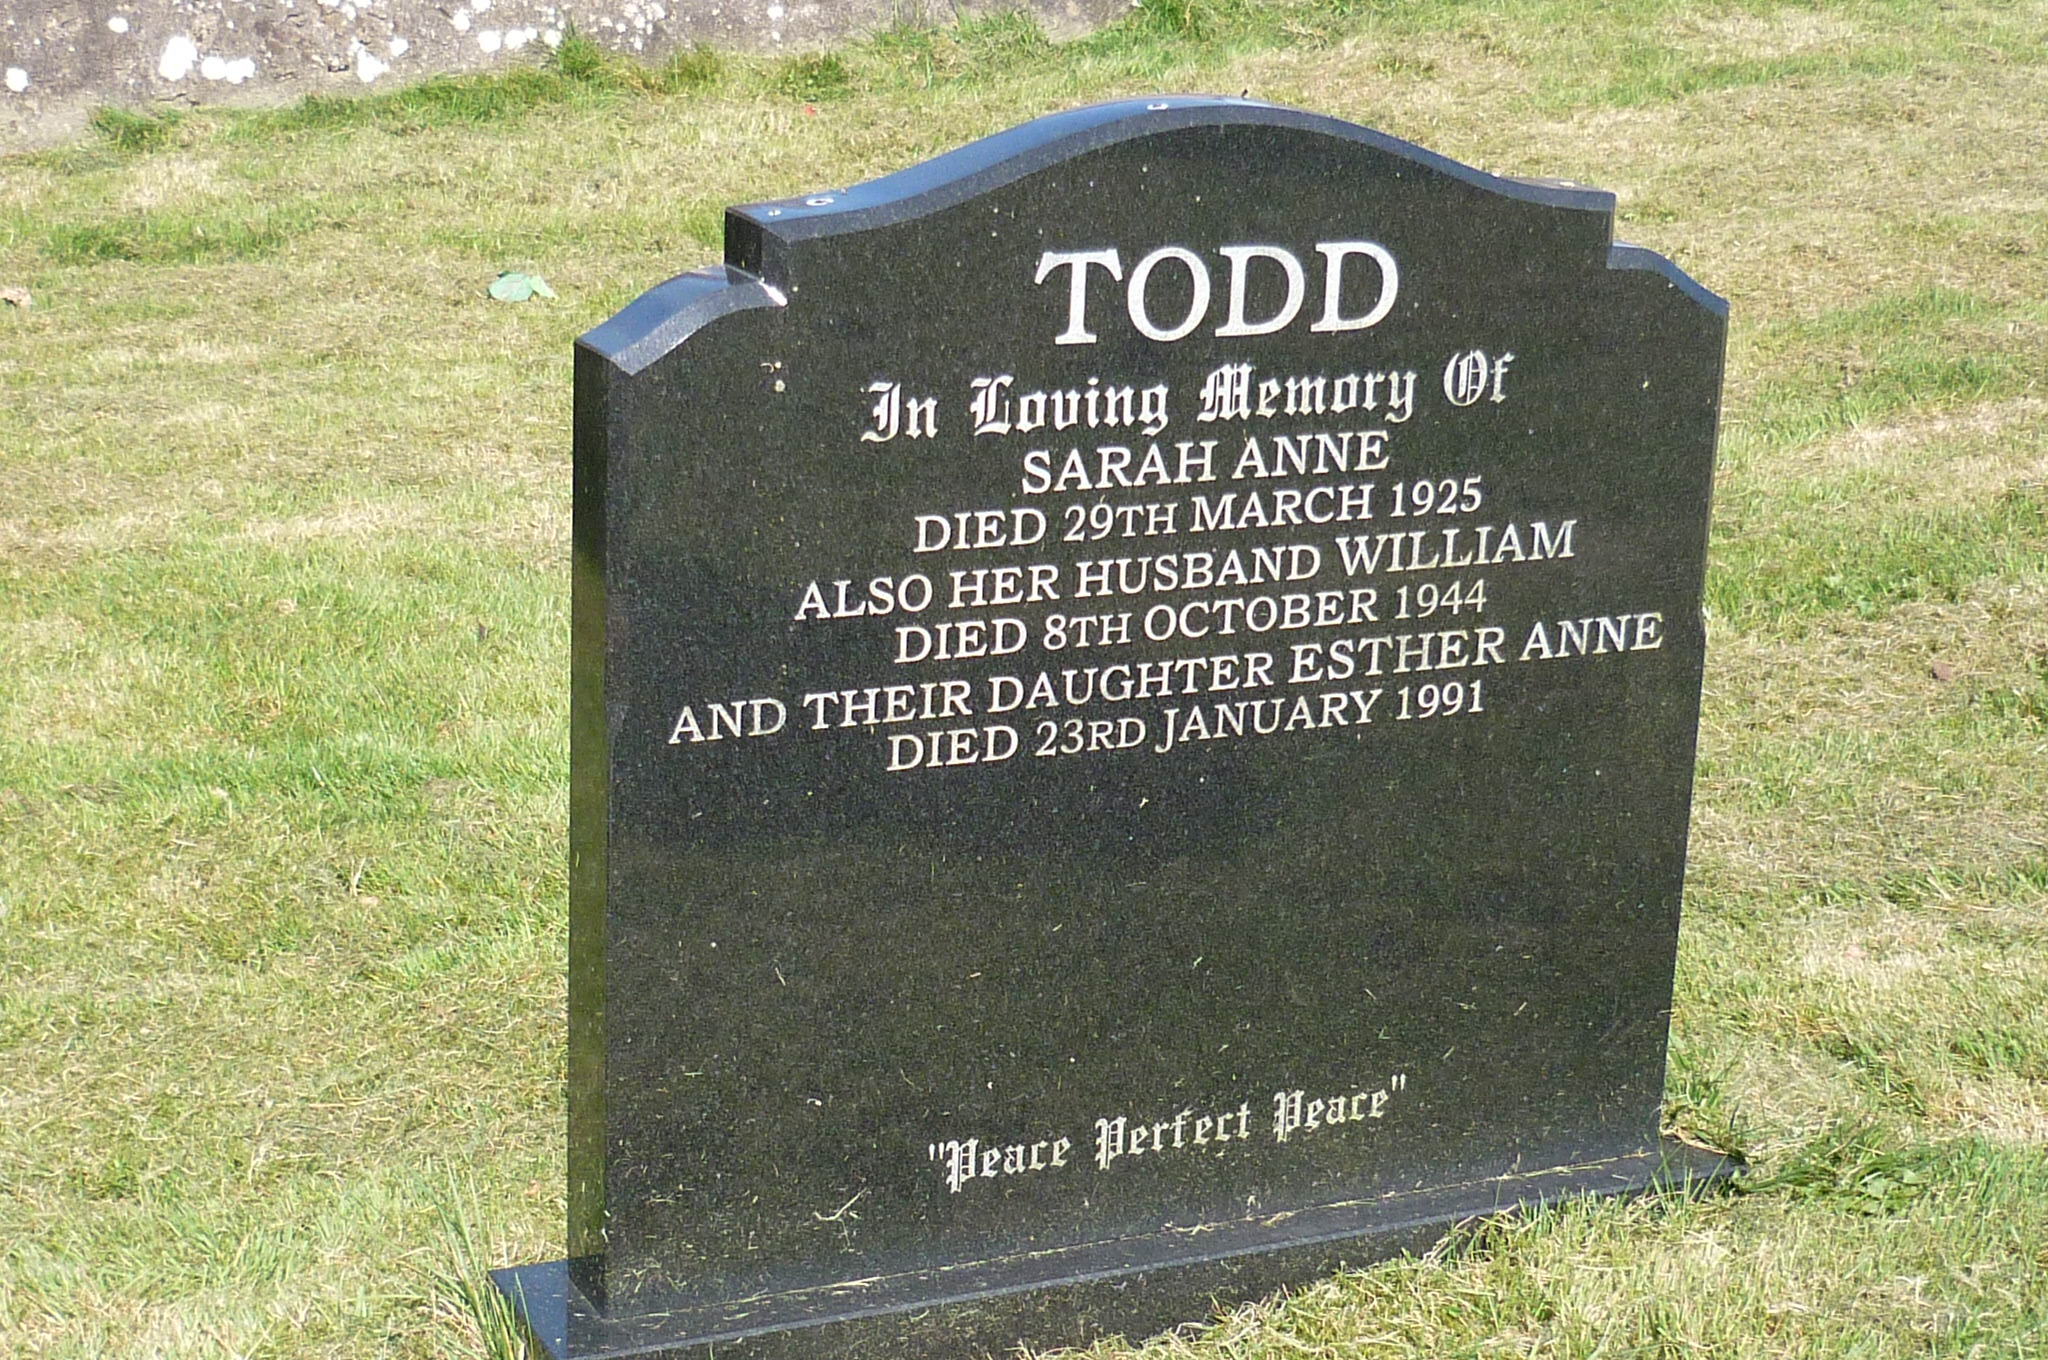 TODD
In Loving Memory Of
SARAH ANNE
DIED 29TH MARCH 1925
ALSO HER HUSBAND WILLIAM
DIED 8TH OCTOBER 1944
AND THEIR DAUGHTER ESTHER ANNE
DIED 23RD JANUARY 1991
"Peace Perfect Peace"